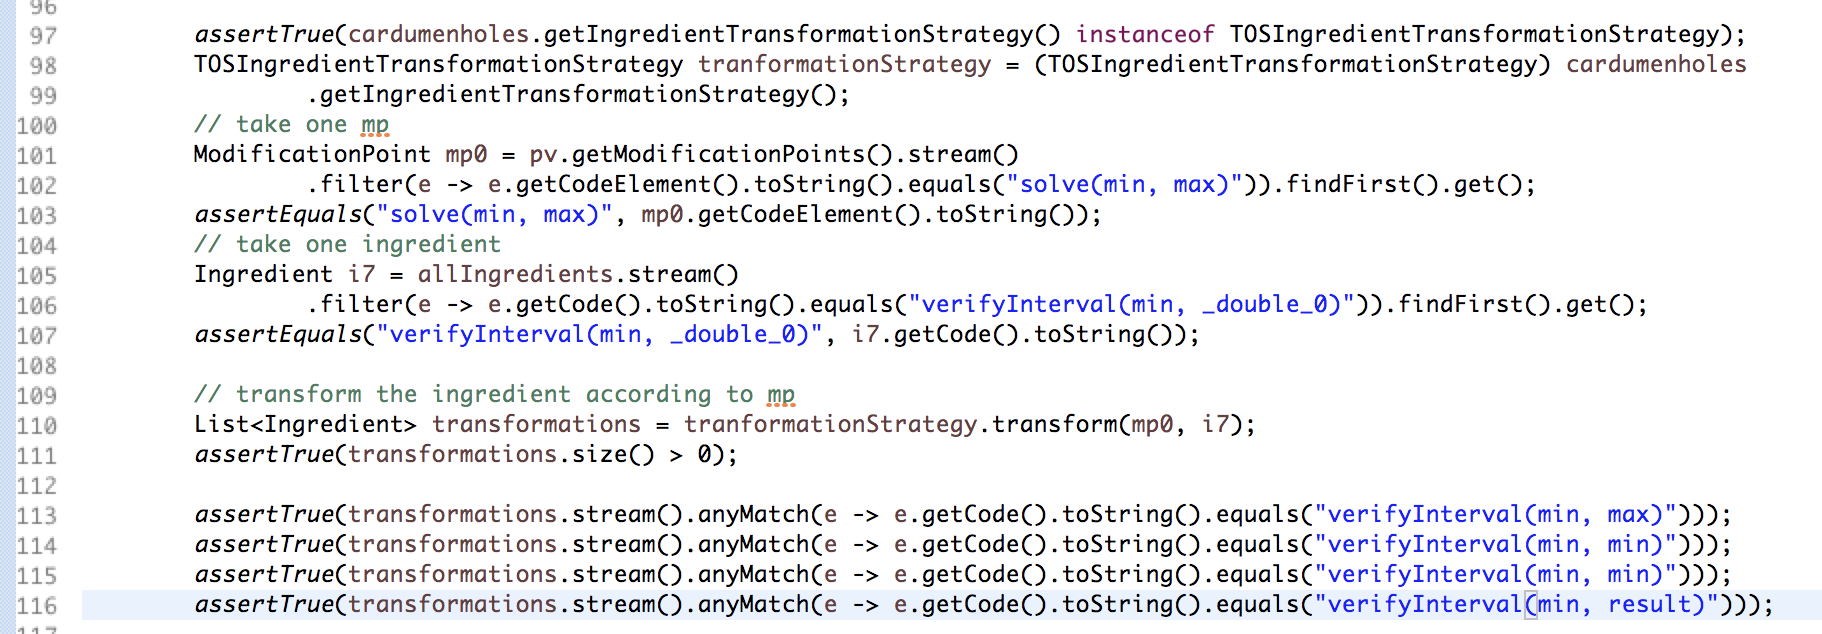 96
97 assertTrue(cardumenholes.getIngredientTransformationStrategy() instanceof TOSIngredientTransformationStrategy);
98 TOSIngredientTransformationStrategy tranformationStrategy = (TOSIngredientTransformationStrategy) cardumenholes
99 .getIngredientTransformationStrategy();
100 // take one mp
101 ModificationPoint mp0 = pv.getModificationPoints().stream()
102 .filter(e -> e.getCodeElement().toString().equals("solve(min, max)")).findFirst().get();
103 assertEquals("solve(min, max)", mp0.getCodeElement().toString());
104 // take one ingredient
105 Ingredient i7 = allIngredients.stream()
106 .filter(e -> e.getCode().toString().equals("verifyInterval(min, _double_0)")).findFirst().get();
107 assertEquals("verifyInterval(min, _double_0)", i7.getCode().toString());
108
109 // transform the ingredient according to mp
110 List<Ingredient> transformations = tranformationStrategy.transform(mp0, i7);
111 assertTrue(transformations.size() > 0);
112
113 assertTrue(transformations.stream().anyMatch(e -> e.getCode().toString().equals("verifyInterval(min, max)")));
114 assertTrue(transformations.stream().anyMatch(e -> e.getCode().toString().equals("verifyInterval(min, min)")));
115 assertTrue(transformations.stream().anyMatch(e -> e.getCode().toString().equals("verifyInterval(min, min)")));
116 assertTrue(transformations.stream().anyMatch(e -> e.getCode().toString().equals("verifyInterval(min, result)")));
117